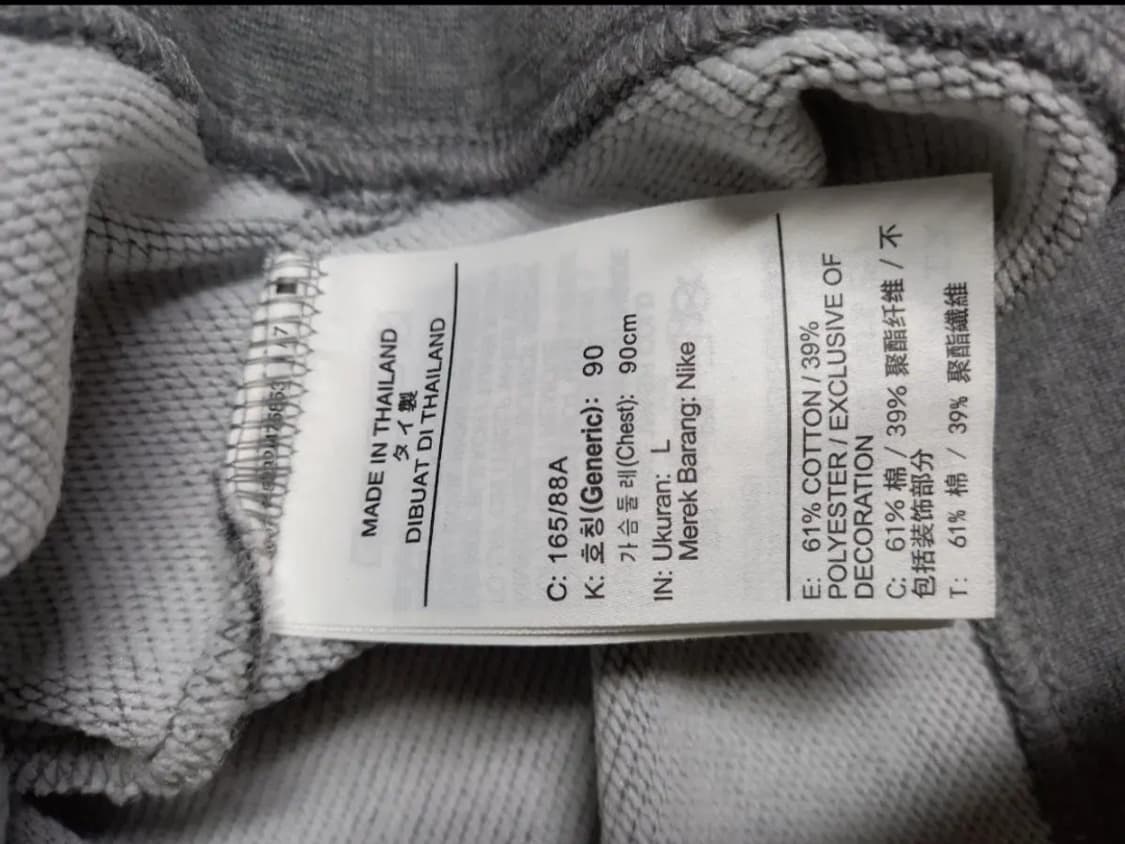 MADE IN THAILAND
タイ製
DIBUAT DI THAILAND
C: 165/88A
K: 호칭(Generic): 90
가슴둘레(Chest): 90cm
IN: Ukuran: L
Merek Barang: Nike
E: 61% COTTON / 39%
POLYESTER / EXCLUSIVE OF
DECORATION
C: 61% 棉 / 39% 聚酯纤维 / 不
包括装饰部分
T: 61% 棉 / 39% 聚酯纖維